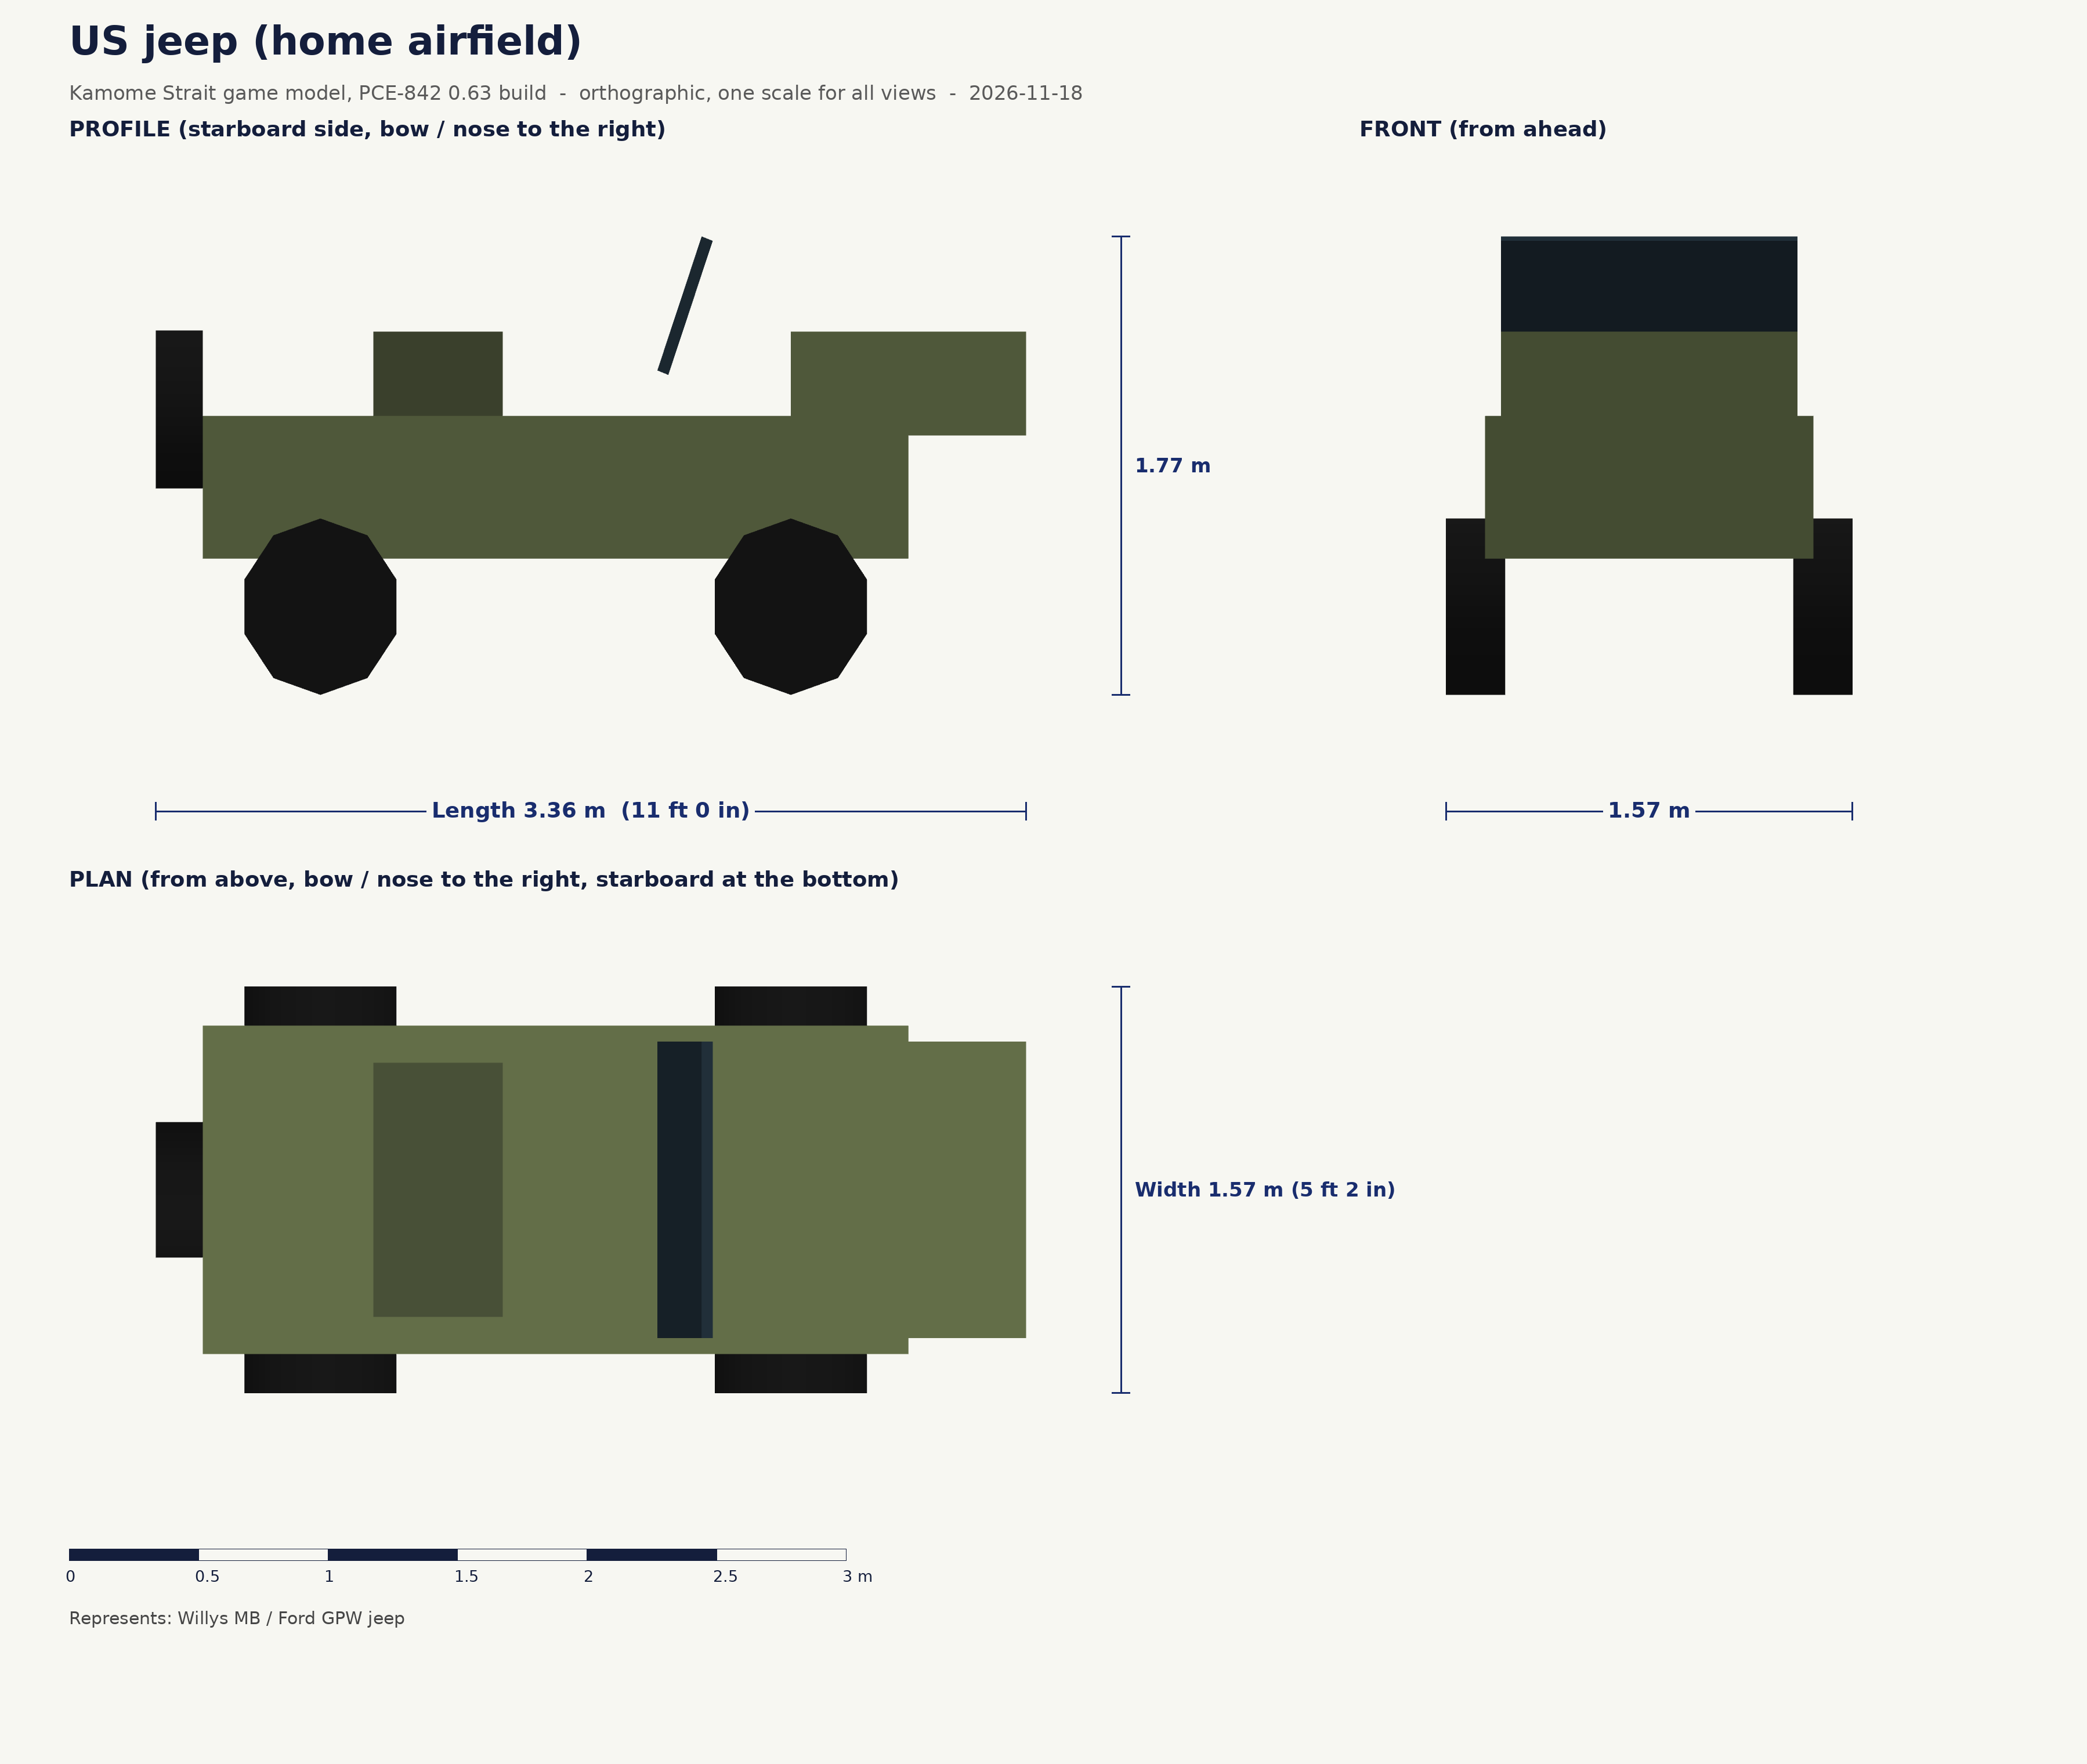 US jeep (home airfield)
Kamome Strait game model, PCE-842 0.63 build - orthographic, one scale for all views - 2026-11-18
PROFILE (starboard side, bow / nose to the right)
FRONT (from ahead)
1.77 m
Length 3.36 m (11 ft 0 in)
1.57 m
PLAN (from above, bow / nose to the right, starboard at the bottom)
Width 1.57 m (5 ft 2 in)
0 0.5 1 1.5 2 2.5 3 m
Represents: Willys MB / Ford GPW jeep